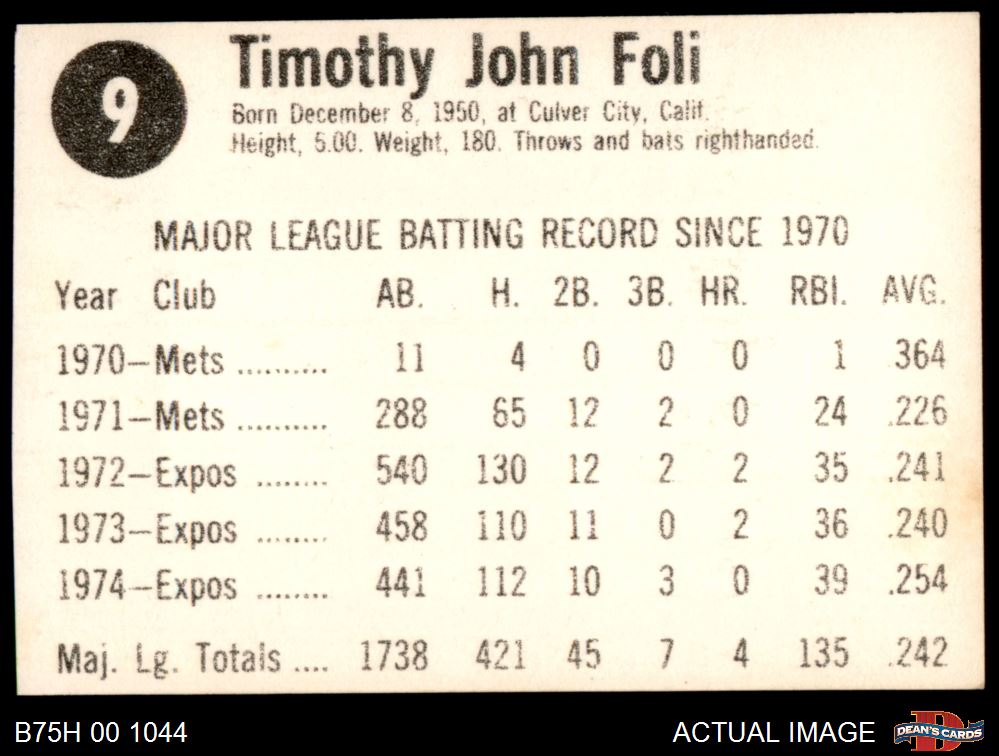 9
Timothy John Foli
Born December 8, 1950, at Culver City, Calif.
Height, 6.00. Weight, 180. Throws and bats righthanded.
MAJOR LEAGUE BATTING RECORD SINCE 1970
Year Club AB. H. 2B. 3B. HR. RBI. AVG.
1970—Mets .......... 11 4 0 0 0 1 .364
1971—Mets .......... 288 65 12 2 0 24 .226
1972—Expos ........ 540 130 12 2 2 35 .241
1973—Expos ........ 458 110 11 0 2 36 .240
1974—Expos ........ 441 112 10 3 0 39 .254
Maj. Lg. Totals .... 1738 421 45 7 4 135 .242
B75H 00 1044
ACTUAL IMAGE
D
DEAN'S CARDS